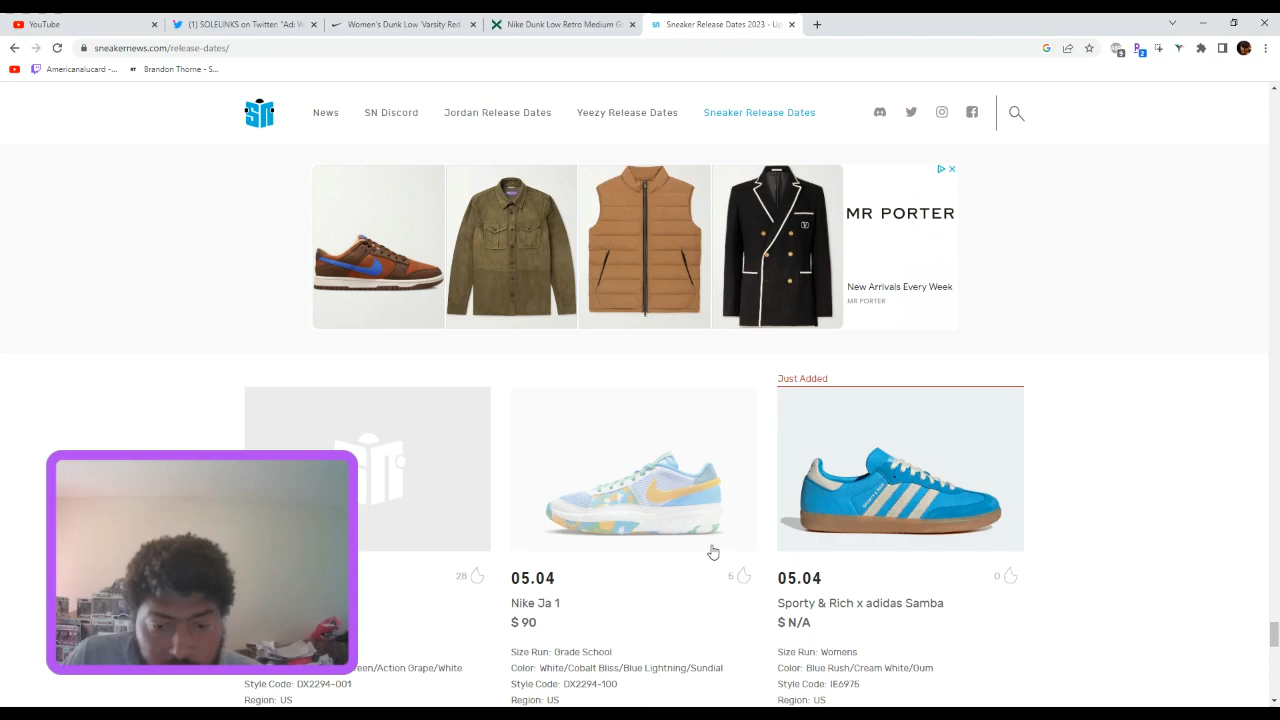 YouTube
(1) SOLELINKS on Twitter: "Ad: W
Women's Dunk Low 'Varsity Red
Nike Dunk Low Retro Medium G
Sneaker Release Dates 2023 - Up
sneakernews.com/release-dates/
Americanalucard -...
Brandon Thorne - S...
SN
News
SN Discord
Jordan Release Dates
Yeezy Release Dates
Sneaker Release Dates
MR PORTER
New Arrivals Every Week
MR PORTER
Just Added
28
05.04
5
05.04
0
Nike Ja 1
Sporty & Rich x adidas Samba
$ 90
$ N/A
Size Run: Grade School
Size Run: Womens
reen/Action Grape/White
Color: White/Cobalt Bliss/Blue Lightning/Sundial
Color: Blue Rush/Cream White/Gum
Style Code: DX2294-001
Style Code: DX2294-100
Style Code: IE6975
Region: US
Region: US
Region: US